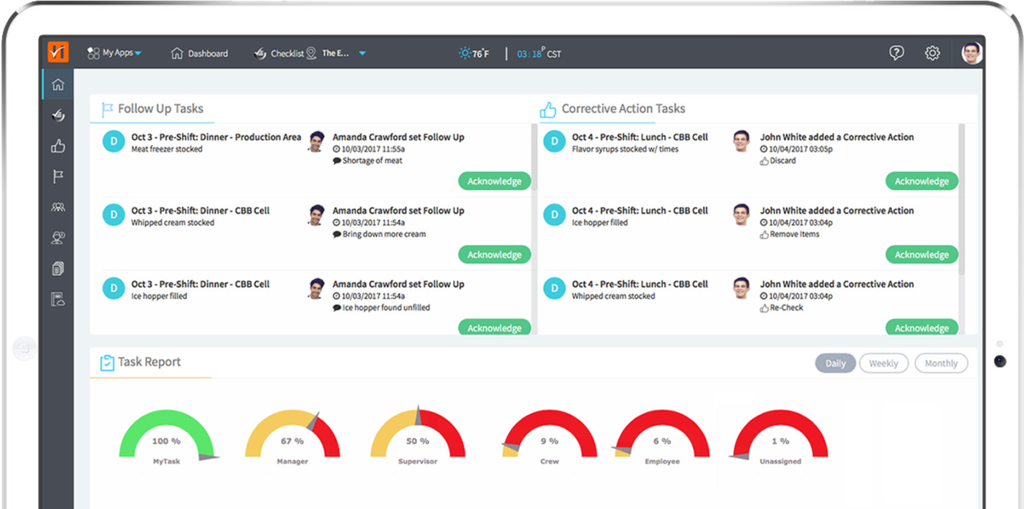 My Apps
Dashboard
Checklist
The E...
76°F
03:18 P CST
Follow Up Tasks
D
Oct 3 - Pre-Shift: Dinner - Production Area
Meat freezer stocked
Amanda Crawford set Follow Up
10/03/2017 11:55a
Shortage of meat
Acknowledge
D
Oct 3 - Pre-Shift: Dinner - CBB Cell
Whipped cream stocked
Amanda Crawford set Follow Up
10/03/2017 11:54a
Bring down more cream
Acknowledge
D
Oct 3 - Pre-Shift: Dinner - CBB Cell
Ice hopper filled
Amanda Crawford set Follow Up
10/03/2017 11:54a
Ice hopper found unfilled
Acknowledge
Corrective Action Tasks
D
Oct 4 - Pre-Shift: Lunch - CBB Cell
Flavor syrups stocked w/ times
John White added a Corrective Action
10/04/2017 03:05p
Discard
Acknowledge
D
Oct 4 - Pre-Shift: Lunch - CBB Cell
Ice hopper filled
John White added a Corrective Action
10/04/2017 03:04p
Remove Items
Acknowledge
D
Oct 4 - Pre-Shift: Lunch - CBB Cell
Whipped cream stocked
John White added a Corrective Action
10/04/2017 03:04p
Re-Check
Acknowledge
Task Report
Daily
Weekly
Monthly
100 %
MyTask
67 %
Manager
50 %
Supervisor
9 %
Crew
6 %
Employee
1 %
Unassigned